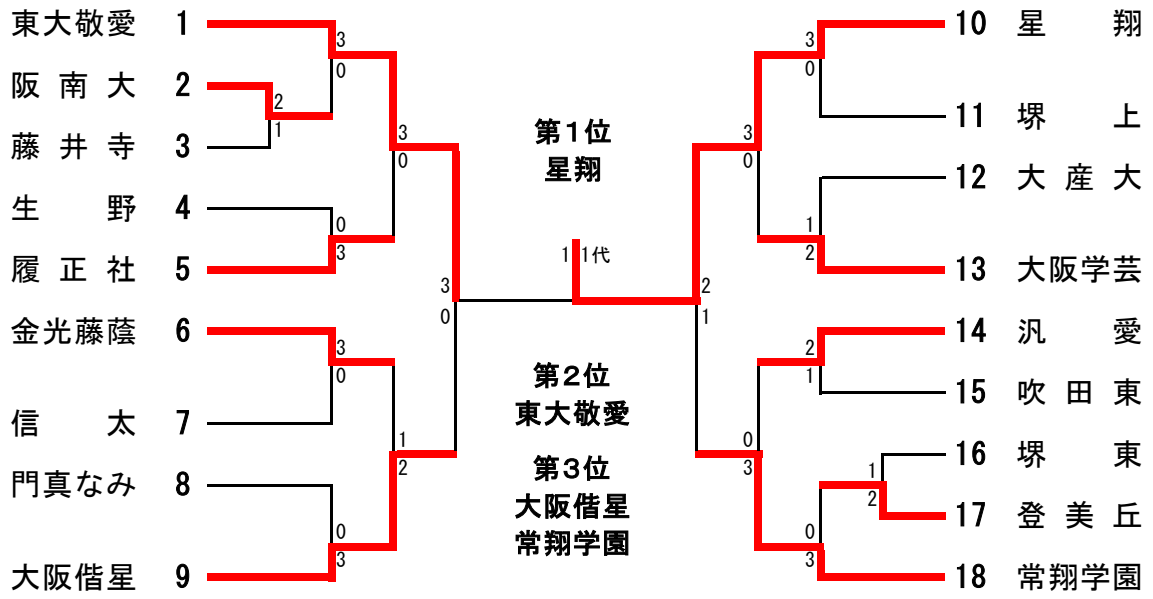 東大敬愛 1
阪南大 2
藤井寺 3
生野 4
履正社 5
金光藤蔭 6
信太 7
門真なみ 8
大阪偕星 9
3
0
2
1
0
3
3
0
0
3
3
0
1
2
3
0
第1位
星翔
1 1代
第2位
東大敬愛
第3位
大阪偕星
常翔学園
3
0
2
1
0
3
3
0
1
2
2
1
1
2
0
3
10 星翔
11 堺上
12 大産大
13 大阪学芸
14 汎愛
15 吹田東
16 堺東
17 登美丘
18 常翔学園